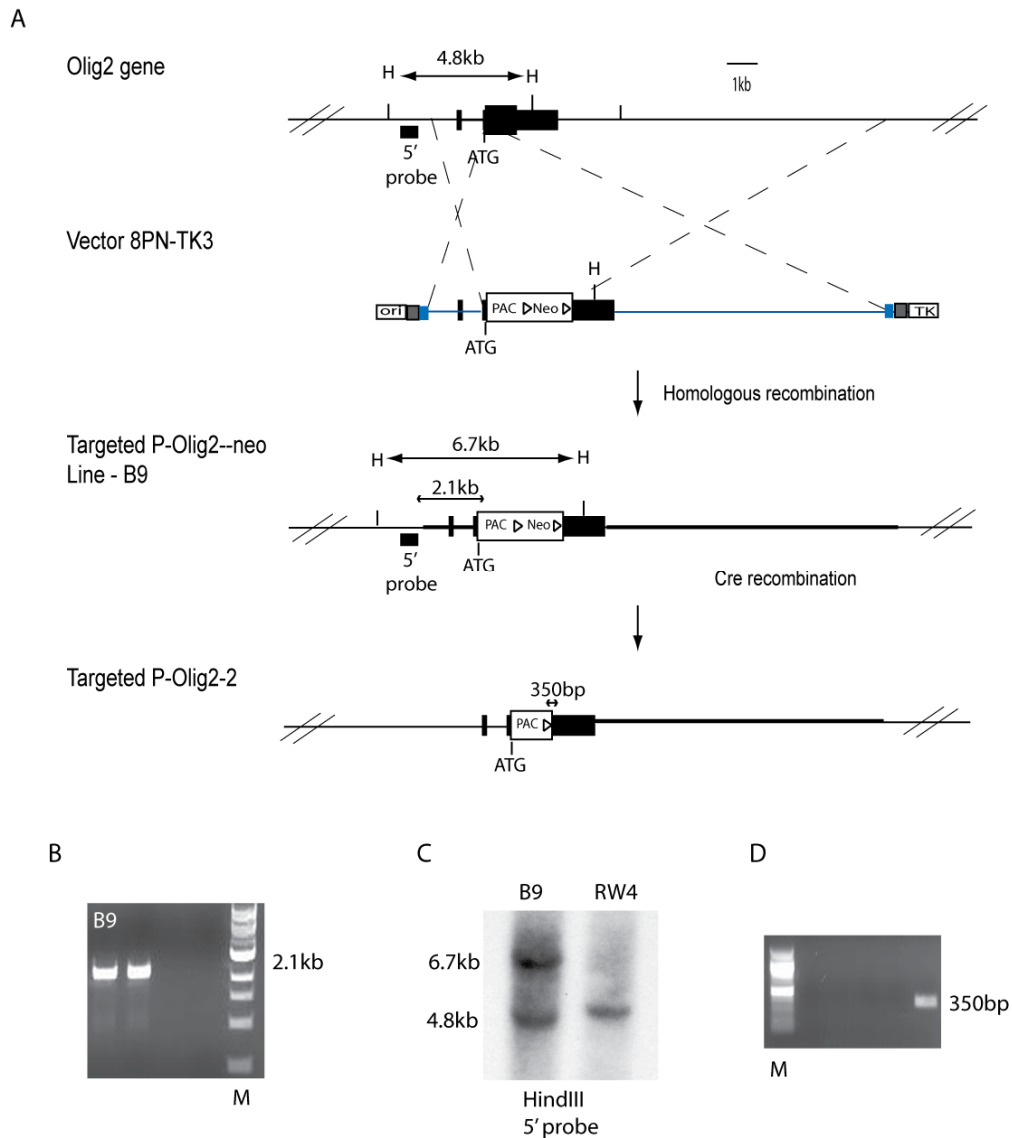 A
Olig2 gene
H
4.8kb
H
1kb
5'
probe
ATG
Vector 8PN-TK3
H
ori
PAC
Neo
TK
ATG
Homologous recombination
Targeted P-Olig2--neo
Line - B9
H
6.7kb
H
2.1kb
PAC
Neo
5'
probe
ATG
Cre recombination
Targeted P-Olig2-2
350bp
PAC
ATG
B
B9
2.1kb
M
C
B9 RW4
6.7kb
4.8kb
HindIII
5' probe
D
350bp
M